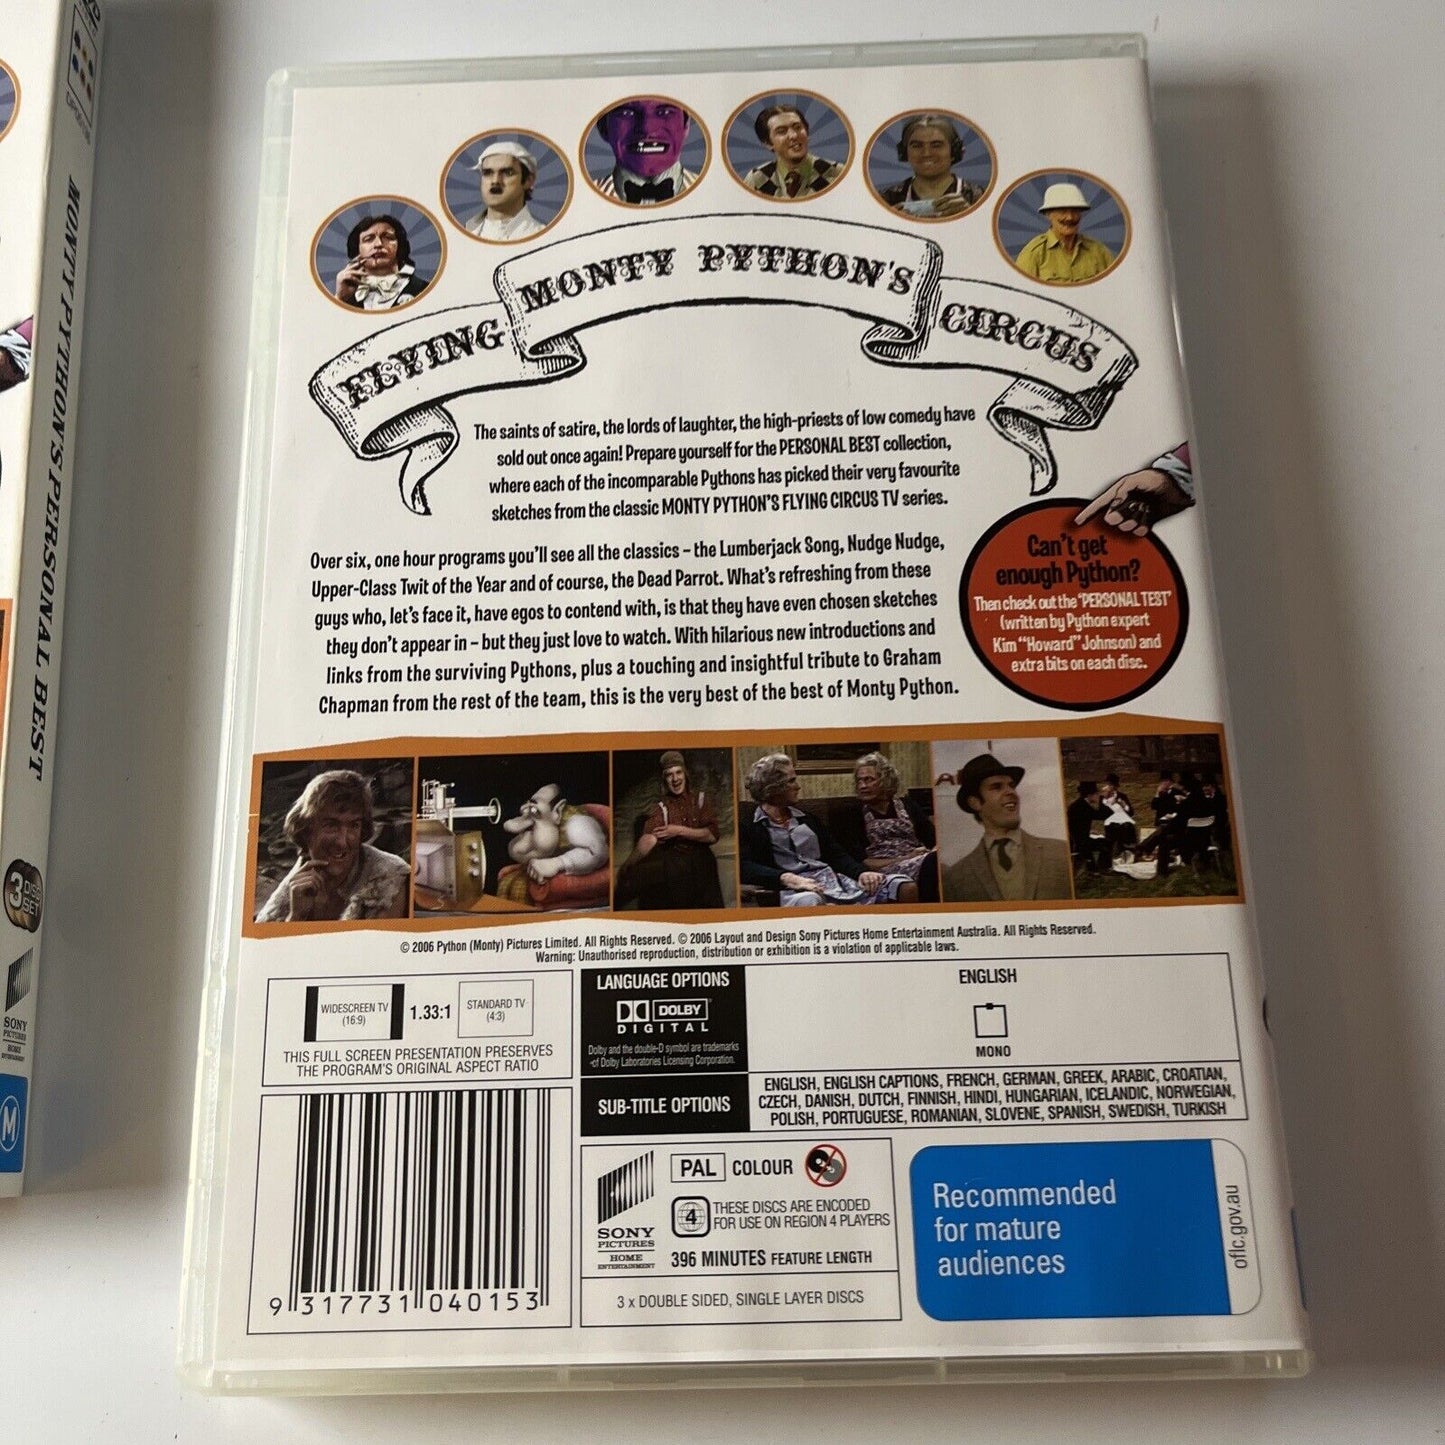 MONTY PYTHON'S PERSONAL BEST
3 DISC SET
SONY
PICTURES
HOME
ENTERTAINMENT
M
FLYING MONTY PYTHON'S CIRCUS
The saints of satire, the lords of laughter, the high-priests of low comedy have
sold out once again! Prepare yourself for the PERSONAL BEST collection,
where each of the incomparable Pythons has picked their very favourite
sketches from the classic MONTY PYTHON'S FLYING CIRCUS TV series.
Over six, one hour programs you'll see all the classics – the Lumberjack Song, Nudge Nudge,
Upper-Class Twit of the Year and of course, the Dead Parrot. What's refreshing from these
guys who, let's face it, have egos to contend with, is that they have even chosen sketches
they don't appear in – but they just love to watch. With hilarious new introductions and
links from the surviving Pythons, plus a touching and insightful tribute to Graham
Chapman from the rest of the team, this is the very best of the best of Monty Python.
Can't get
enough Python?
Then check out the 'PERSONAL TEST'
(written by Python expert
Kim "Howard" Johnson) and
extra bits on each disc.
© 2006 Python (Monty) Pictures Limited. All Rights Reserved. © 2006 Layout and Design Sony Pictures Home Entertainment Australia. All Rights Reserved.
Warning: Unauthorised reproduction, distribution or exhibition is a violation of applicable laws.
WIDESCREEN TV
(16:9)
1.33:1
STANDARD TV
(4:3)
THIS FULL SCREEN PRESENTATION PRESERVES
THE PROGRAM'S ORIGINAL ASPECT RATIO
LANGUAGE OPTIONS
DOLBY
DIGITAL
Dolby and the double-D symbol are trademarks
of Dolby Laboratories Licensing Corporation.
ENGLISH
MONO
SUB-TITLE OPTIONS
ENGLISH, ENGLISH CAPTIONS, FRENCH, GERMAN, GREEK, ARABIC, CROATIAN,
CZECH, DANISH, DUTCH, FINNISH, HINDI, HUNGARIAN, ICELANDIC, NORWEGIAN,
POLISH, PORTUGUESE, ROMANIAN, SLOVENE, SPANISH, SWEDISH, TURKISH
9 317731 040153
SONY
PICTURES
HOME
ENTERTAINMENT
PAL COLOUR
4
THESE DISCS ARE ENCODED
FOR USE ON REGION 4 PLAYERS
396 MINUTES FEATURE LENGTH
3 x DOUBLE SIDED, SINGLE LAYER DISCS
Recommended
for mature
audiences
oflc.gov.au